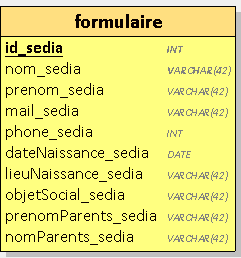 formulaire
id_sedia INT
nom_sedia VARCHAR(42)
prenom_sedia VARCHAR(42)
mail_sedia VARCHAR(42)
phone_sedia INT
dateNaissance_sedia DATE
lieuNaissance_sedia VARCHAR(42)
objetSocial_sedia VARCHAR(42)
prenomParents_sedia VARCHAR(42)
nomParents_sedia VARCHAR(42)